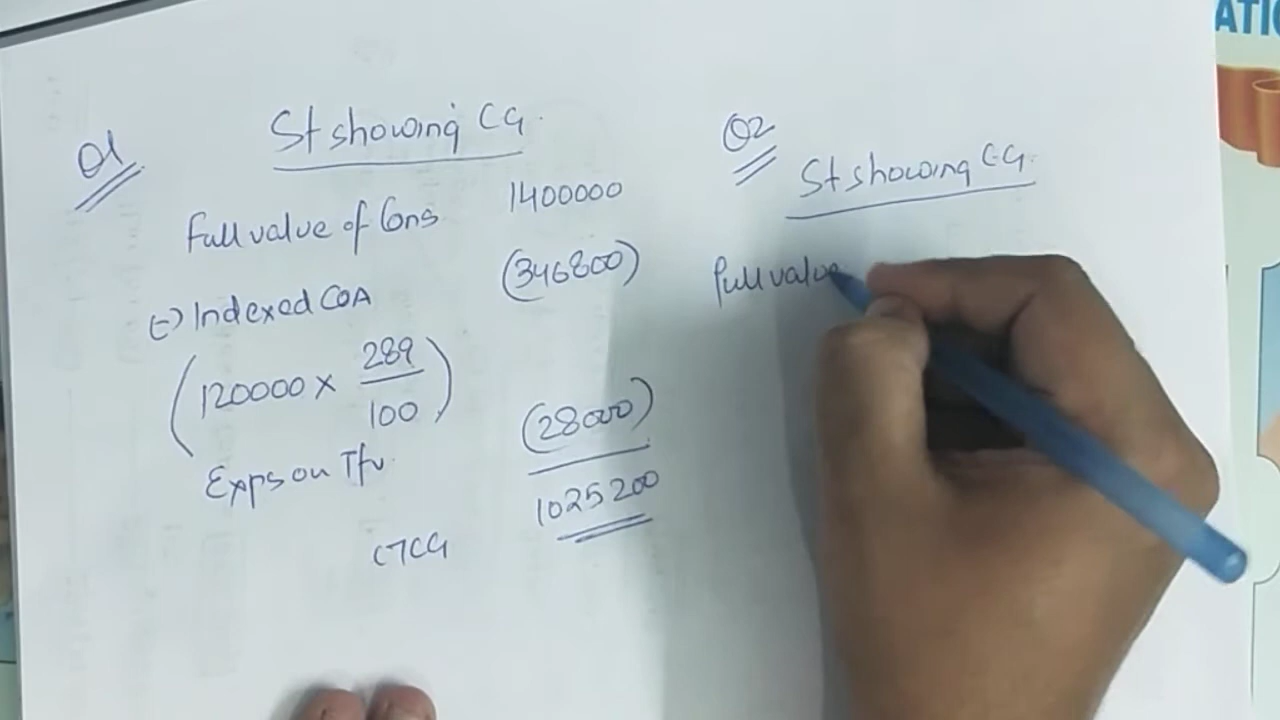 Q1
St showing CG.
Full value of Cons 1400000
(-) Indexed COA (346800)
(120000 × 289/100)
Exps on Tfr. (28000)
LTCG 1025200
Q2
St showing CG.
Full value
ATIO